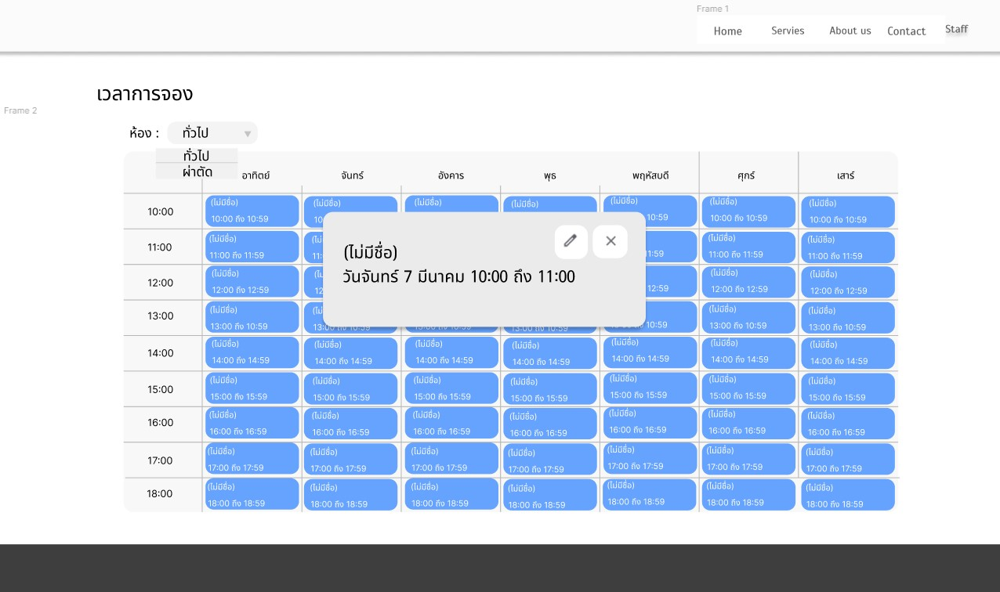 Frame 1
Home Servies About us Contact Staff
เวลาการจอง
Frame 2
ห้อง : ทั่วไป
ทั่วไป
ผ่าตัด
อาทิตย์ จันทร์ อังคาร พุธ พฤหัสบดี ศุกร์ เสาร์
(ไม่มีชื่อ) (ไม่มีชื่อ) (ไม่มีชื่อ) (ไม่มีชื่อ) (ไม่มีชื่อ) (ไม่มีชื่อ) (ไม่มีชื่อ)
10:00 10:00 ถึง 10:59 10:59 10:00 ถึง 10:59 10:00 ถึง 10:59
(ไม่มีชื่อ) (ไม่มีชื่อ) (ไม่มีชื่อ)
11:00 11:00 ถึง 11:59 11: 11:59 11:00 ถึง 11:59 11:00 ถึง 11:59
(ไม่มีชื่อ)
วันจันทร์ 7 มีนาคม 10:00 ถึง 11:00
(ไม่มีชื่อ) (ไม่มีชื่อ) (ไม่มีชื่อ)
12:00 12:00 ถึง 12:59 12 12:59 12:00 ถึง 12:59 12:00 ถึง 12:59
(ไม่มีชื่อ) (ไม่มีชื่อ) (ไม่มีชื่อ)
13:00 13:00 ถึง 10:59 13:00 ถึง 10:59 13:00 ถึง 10:59 13:00 ถึง 10:59 10:59 13:00 ถึง 10:59 13:00 ถึง 10:59
(ไม่มีชื่อ) (ไม่มีชื่อ) (ไม่มีชื่อ) (ไม่มีชื่อ) (ไม่มีชื่อ) (ไม่มีชื่อ) (ไม่มีชื่อ)
14:00 14:00 ถึง 14:59 14:00 ถึง 14:59 14:00 ถึง 14:59 14:00 ถึง 14:59 14:00 ถึง 14:59 14:00 ถึง 14:59 14:00 ถึง 14:59
(ไม่มีชื่อ) (ไม่มีชื่อ) (ไม่มีชื่อ) (ไม่มีชื่อ) (ไม่มีชื่อ) (ไม่มีชื่อ) (ไม่มีชื่อ)
15:00 15:00 ถึง 15:59 15:00 ถึง 15:59 15:00 ถึง 15:59 15:00 ถึง 15:59 15:00 ถึง 15:59 15:00 ถึง 15:59 15:00 ถึง 15:59
(ไม่มีชื่อ) (ไม่มีชื่อ) (ไม่มีชื่อ) (ไม่มีชื่อ) (ไม่มีชื่อ) (ไม่มีชื่อ) (ไม่มีชื่อ)
16:00 16:00 ถึง 16:59 16:00 ถึง 16:59 16:00 ถึง 16:59 16:00 ถึง 16:59 16:00 ถึง 16:59 16:00 ถึง 16:59 16:00 ถึง 16:59
(ไม่มีชื่อ) (ไม่มีชื่อ) (ไม่มีชื่อ) (ไม่มีชื่อ) (ไม่มีชื่อ) (ไม่มีชื่อ) (ไม่มีชื่อ)
17:00 17:00 ถึง 17:59 17:00 ถึง 17:59 17:00 ถึง 17:59 17:00 ถึง 17:59 17:00 ถึง 17:59 17:00 ถึง 17:59 17:00 ถึง 17:59
(ไม่มีชื่อ) (ไม่มีชื่อ) (ไม่มีชื่อ) (ไม่มีชื่อ) (ไม่มีชื่อ) (ไม่มีชื่อ) (ไม่มีชื่อ)
18:00 18:00 ถึง 18:59 18:00 ถึง 18:59 18:00 ถึง 18:59 18:00 ถึง 18:59 18:00 ถึง 18:59 18:00 ถึง 18:59 18:00 ถึง 18:59